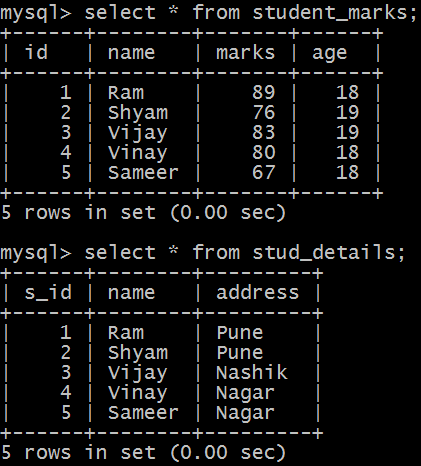 mysql> select * from student_marks;
+------+--------+-------+------+
| id   | name   | marks | age  |
+------+--------+-------+------+
|    1 | Ram    |    89 |   18 |
|    2 | Shyam  |    76 |   19 |
|    3 | Vijay  |    83 |   19 |
|    4 | Vinay  |    80 |   18 |
|    5 | Sameer |    67 |   18 |
+------+--------+-------+------+
5 rows in set (0.00 sec)
mysql> select * from stud_details;
+------+--------+---------+
| s_id | name   | address |
+------+--------+---------+
|    1 | Ram    | Pune    |
|    2 | Shyam  | Pune    |
|    3 | Vijay  | Nashik  |
|    4 | Vinay  | Nagar   |
|    5 | Sameer | Nagar   |
+------+--------+---------+
5 rows in set (0.00 sec)